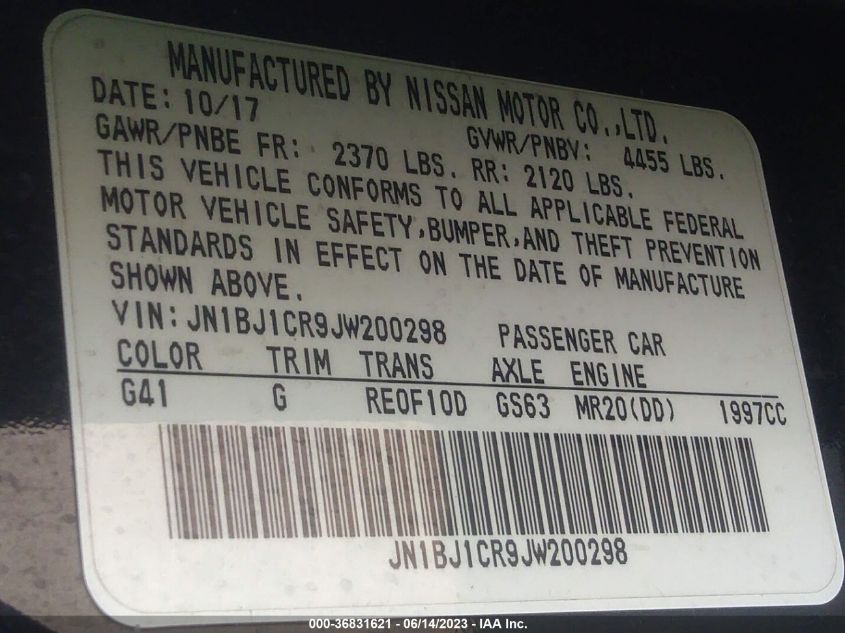 MANUFACTURED BY NISSAN MOTOR CO.,LTD.
DATE: 10/17
GVWR/PNBV: 4455 LBS.
GAWR/PNBE FR: 2370 LBS. RR: 2120 LBS.
THIS VEHICLE CONFORMS TO ALL APPLICABLE FEDERAL
MOTOR VEHICLE SAFETY,BUMPER,AND THEFT PREVENTION
STANDARDS IN EFFECT ON THE DATE OF MANUFACTURE
SHOWN ABOVE.
VIN: JN1BJ1CR9JW200298 PASSENGER CAR
COLOR TRIM TRANS AXLE ENGINE
G41 G RE0F10D GS63 MR20(DD) 1997CC
JN1BJ1CR9JW200298
000-36831621 - 06/14/2023 - IAA Inc.